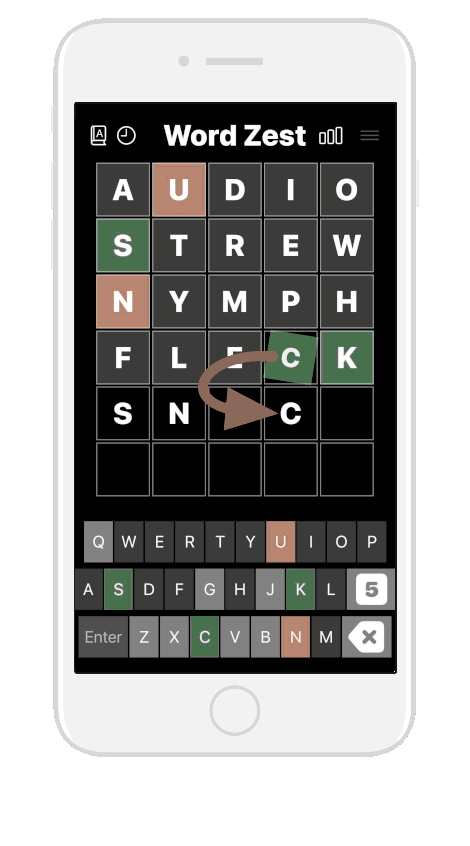 Word Zest
A U D I O
S T R E W
N Y M P H
F L E C K
S N C
Q W E R T Y U I O P
A S D F G H J K L 5
Enter Z X C V B N M